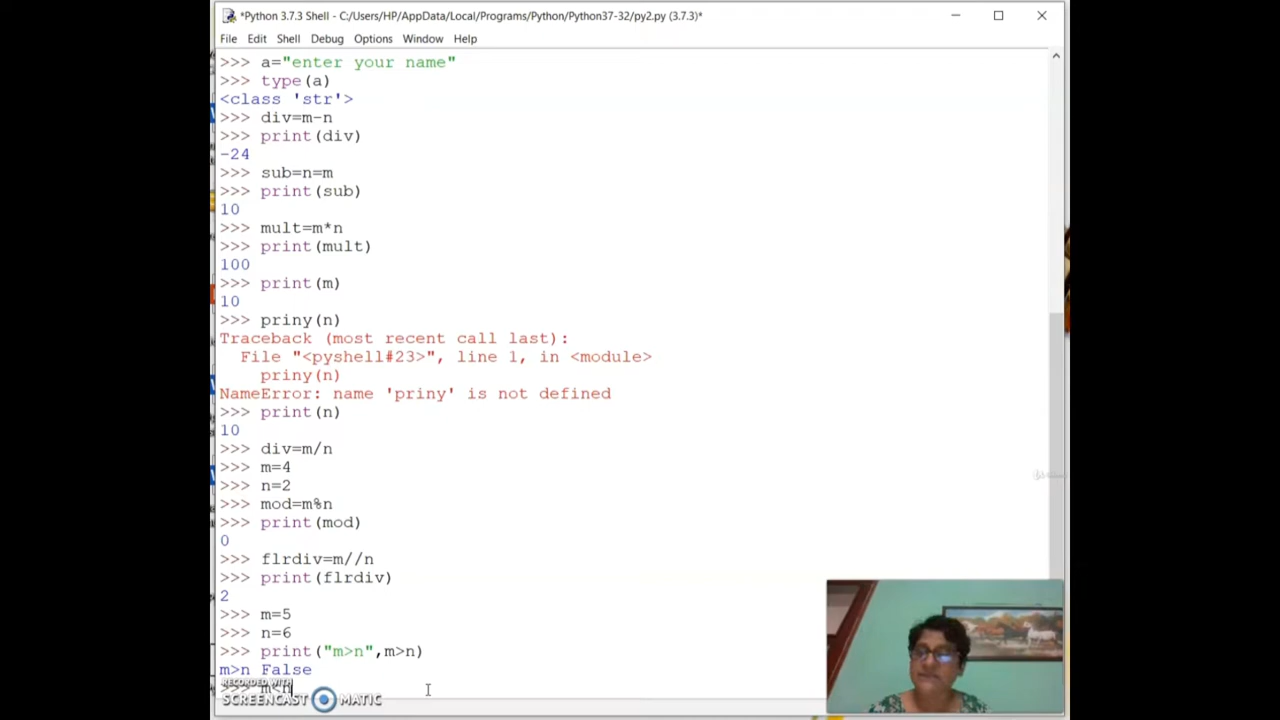 *Python 3.7.3 Shell - C:/Users/HP/AppData/Local/Programs/Python/Python37-32/py2.py (3.7.3)*
File Edit Shell Debug Options Window Help
>>> a="enter your name"
>>> type(a)
<class 'str'>
>>> div=m-n
>>> print(div)
-24
>>> sub=n=m
>>> print(sub)
10
>>> mult=m*n
>>> print(mult)
100
>>> print(m)
10
>>> priny(n)
Traceback (most recent call last):
  File "<pyshell#23>", line 1, in <module>
    priny(n)
NameError: name 'priny' is not defined
>>> print(n)
10
>>> div=m/n
>>> m=4
>>> n=2
>>> mod=m%n
>>> print(mod)
0
>>> flrdiv=m//n
>>> print(flrdiv)
2
>>> m=5
>>> n=6
>>> print("m>n",m>n)
m>n False
>>> m<n
RECORDED WITH
SCREENCAST MATIC